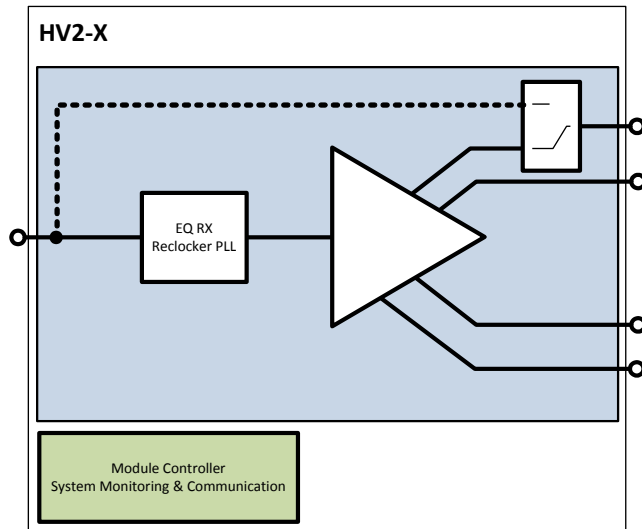 HV2-X
EQ RX
Reclocker PLL
Module Controller
System Monitoring & Communication